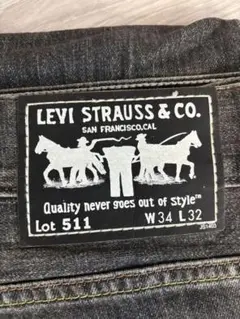 LEVI STRAUSS & CO.
SAN FRANCISCO,CAL
Quality never goes out of style™
Lot 511 W34 L32